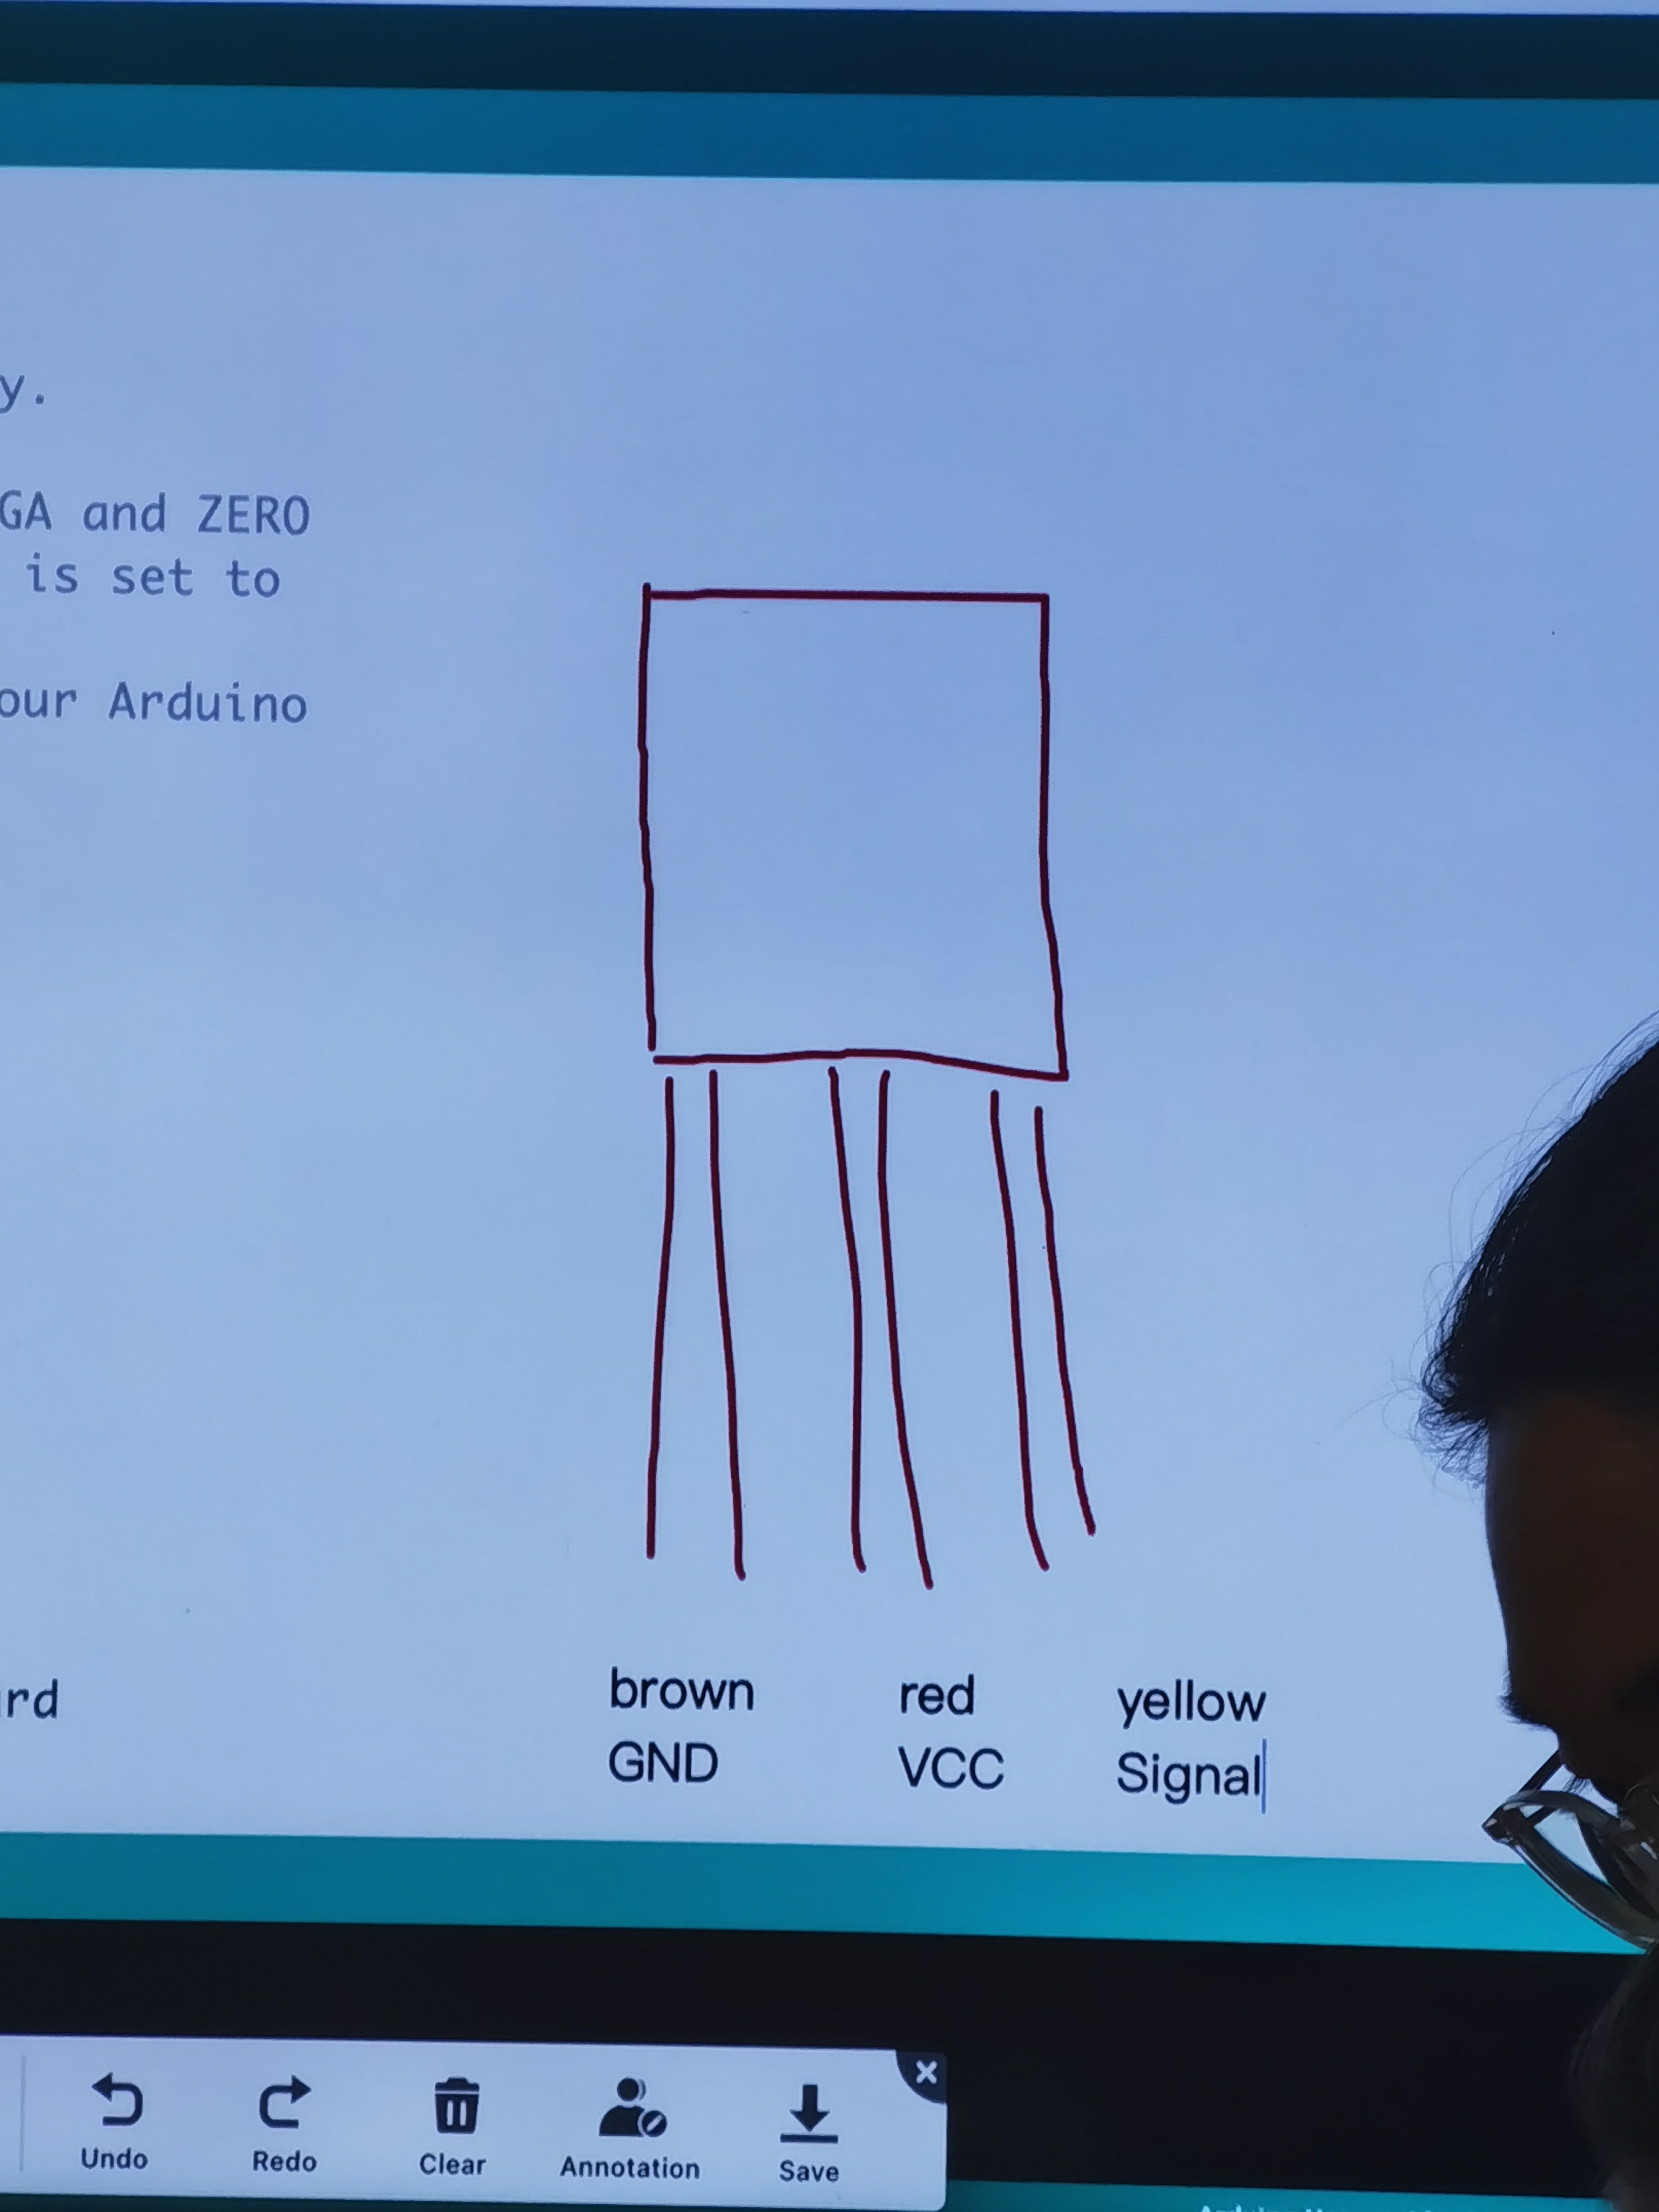 y.
GA and ZERO
is set to
our Arduino
rd
brown red yellow
GND VCC Signal
Undo Redo Clear Annotation Save